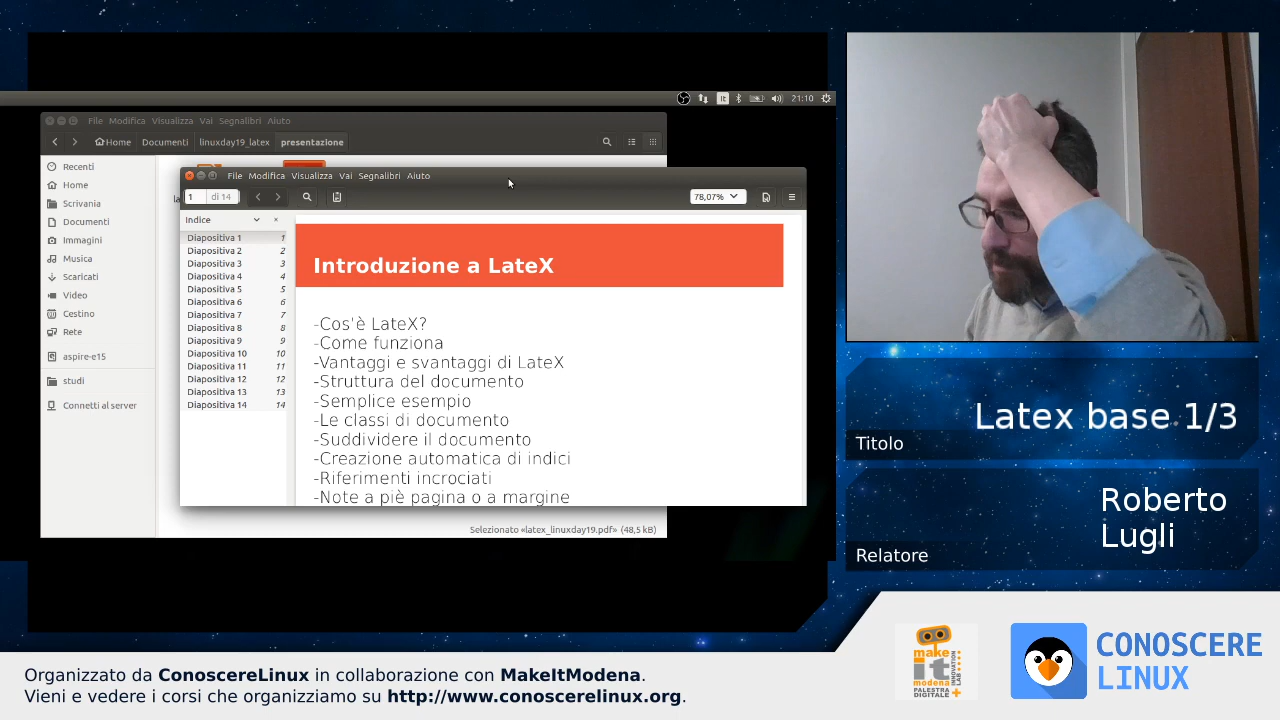 It
21:10
File Modifica Visualizza Vai Segnalibri Aiuto
Home Documenti linuxday19_latex presentazione
Recenti
Home
Scrivania
Documenti
Immagini
Musica
Scaricati
Video
Cestino
Rete
aspire-e15
studi
Connetti al server
la
File Modifica Visualizza Vai Segnalibri Aiuto
1 di 14
78,07%
Indice
Diapositiva 1 1
Diapositiva 2 2
Diapositiva 3 3
Diapositiva 4 4
Diapositiva 5 5
Diapositiva 6 6
Diapositiva 7 7
Diapositiva 8 8
Diapositiva 9 9
Diapositiva 10 10
Diapositiva 11 11
Diapositiva 12 12
Diapositiva 13 13
Diapositiva 14 14
Introduzione a LateX
-Cos'è LateX?
-Come funziona
-Vantaggi e svantaggi di LateX
-Struttura del documento
-Semplice esempio
-Le classi di documento
-Suddividere il documento
-Creazione automatica di indici
-Riferimenti incrociati
-Note a piè pagina o a margine
Selezionato «latex_linuxday19.pdf» (48,5 kB)
Latex base 1/3
Titolo
Roberto
Lugli
Relatore
make
it
modena
PALESTRA
DIGITALE
INNOVATION
LAB
CONOSCERE
LINUX
Organizzato da ConoscereLinux in collaborazione con MakeItModena.
Vieni e vedere i corsi che organizziamo su http://www.conoscerelinux.org.